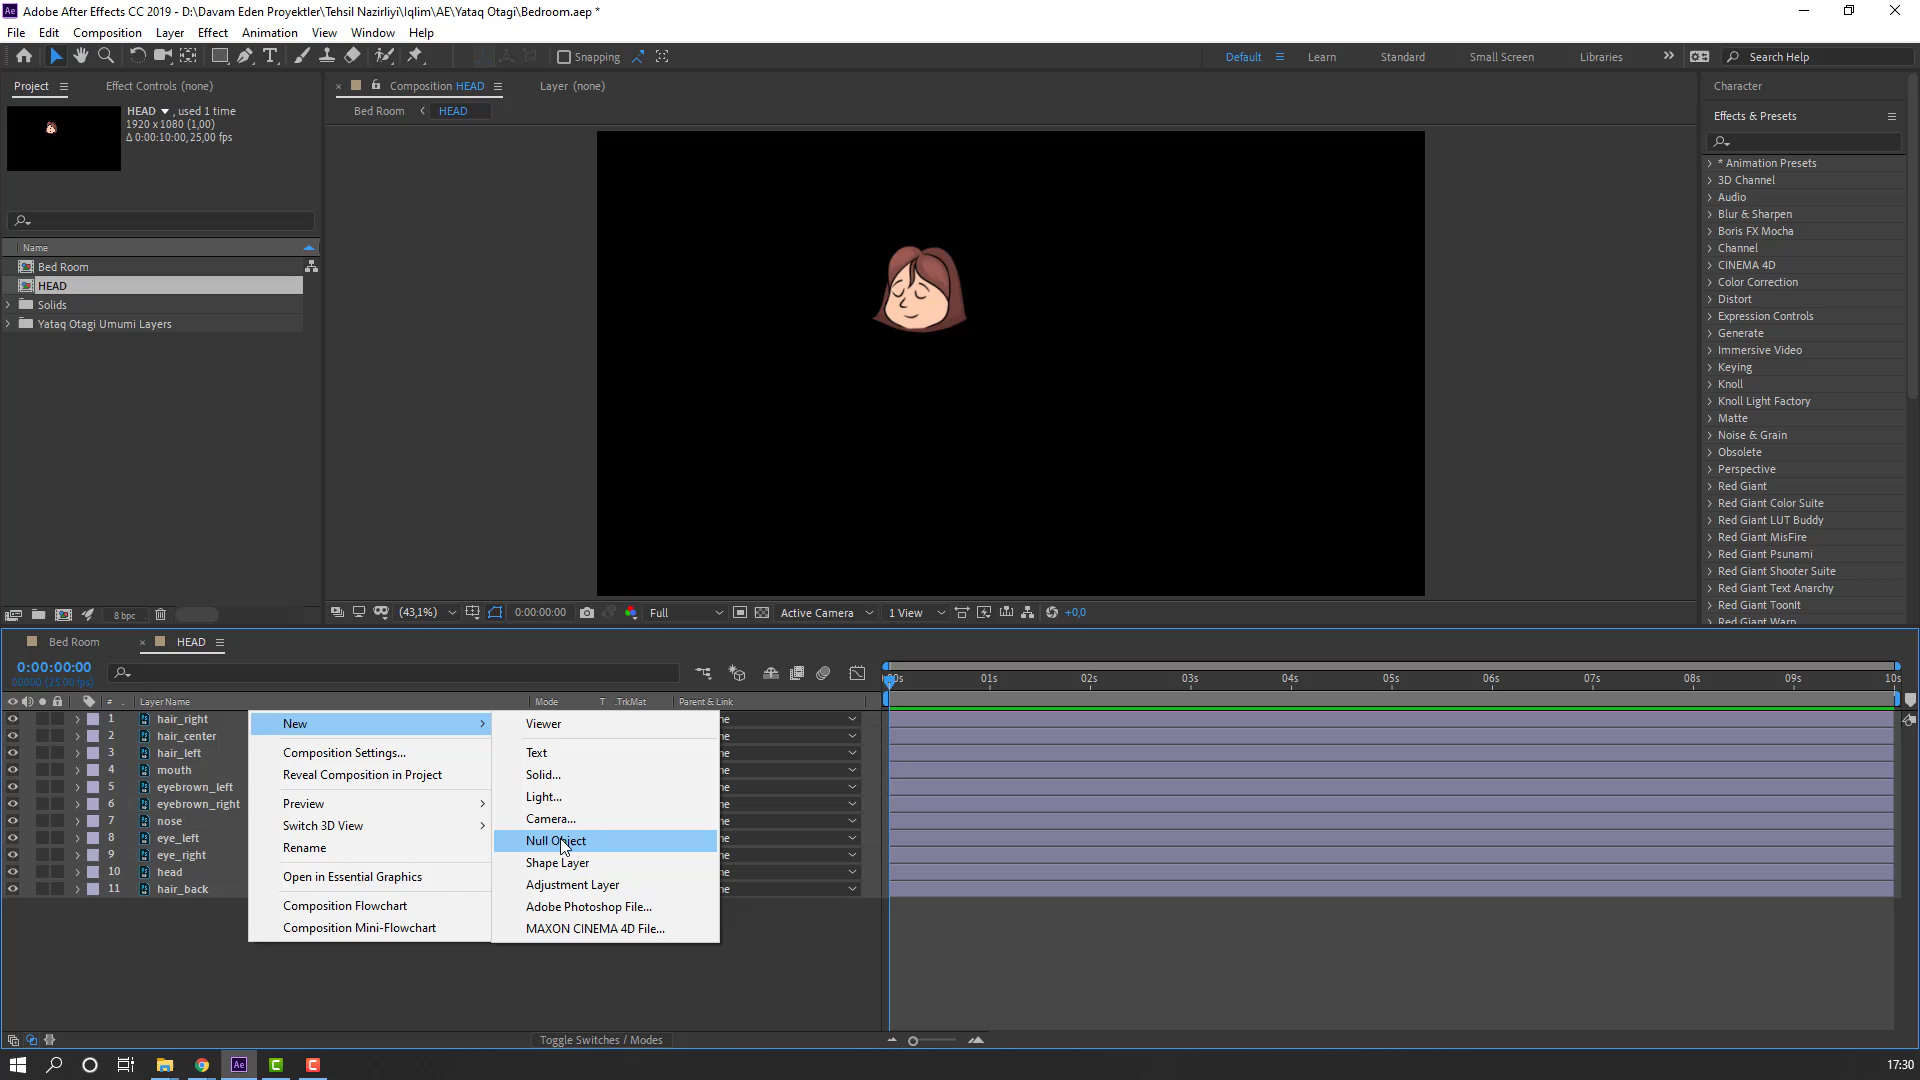 Adobe After Effects CC 2019 - D:\Davam Eden Proyektler\Tehsil Nazirliyi\Iqlim\AE\Yataq Otagi\Bedroom.aep *
File Edit Composition Layer Effect Animation View Window Help
Snapping
Default Learn Standard Small Screen Libraries Search Help
Project Effect Controls (none)
HEAD , used 1 time
1920 x 1080 (1,00)
Δ 0:00:10:00, 25,00 fps
Name
Bed Room
HEAD
Solids
Yataq Otagi Umumi Layers
8 bpc
Composition HEAD Layer (none)
Bed Room HEAD
(43,1%) 0:00:00:00 Full Active Camera 1 View +0,0
Character
Effects & Presets
* Animation Presets
3D Channel
Audio
Blur & Sharpen
Boris FX Mocha
Channel
CINEMA 4D
Color Correction
Distort
Expression Controls
Generate
Immersive Video
Keying
Knoll
Knoll Light Factory
Matte
Noise & Grain
Obsolete
Perspective
Red Giant
Red Giant Color Suite
Red Giant LUT Buddy
Red Giant MisFire
Red Giant Psunami
Red Giant Shooter Suite
Red Giant Text Anarchy
Red Giant ToonIt
Red Giant Warp
Bed Room HEAD
0:00:00:00
00000 (25.00 fps)
# Layer Name Mode T .TrkMat Parent & Link
00s 01s 02s 03s 04s 05s 06s 07s 08s 09s 10s
1 hair_right
2 hair_center
3 hair_left
4 mouth
5 eyebrown_left
6 eyebrown_right
7 nose
8 eye_left
9 eye_right
10 head
11 hair_back
New
Composition Settings...
Reveal Composition in Project
Preview
Switch 3D View
Rename
Open in Essential Graphics
Composition Flowchart
Composition Mini-Flowchart
Viewer
Text
Solid...
Light...
Camera...
Null Object
Shape Layer
Adjustment Layer
Adobe Photoshop File...
MAXON CINEMA 4D File...
Toggle Switches / Modes
Ae
17:30